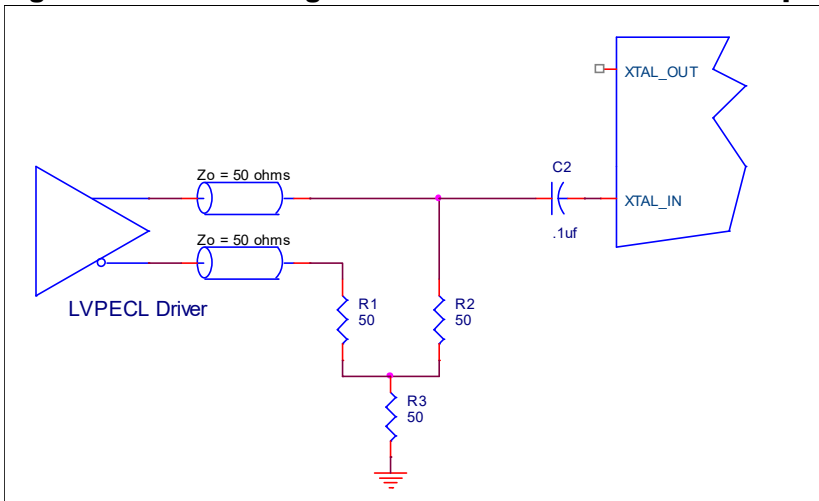 XTAL_OUT
C2
Zo = 50 ohms
XTAL_IN
.1uf
Zo = 50 ohms
LVPECL Driver
R1
50
R2
50
R3
50